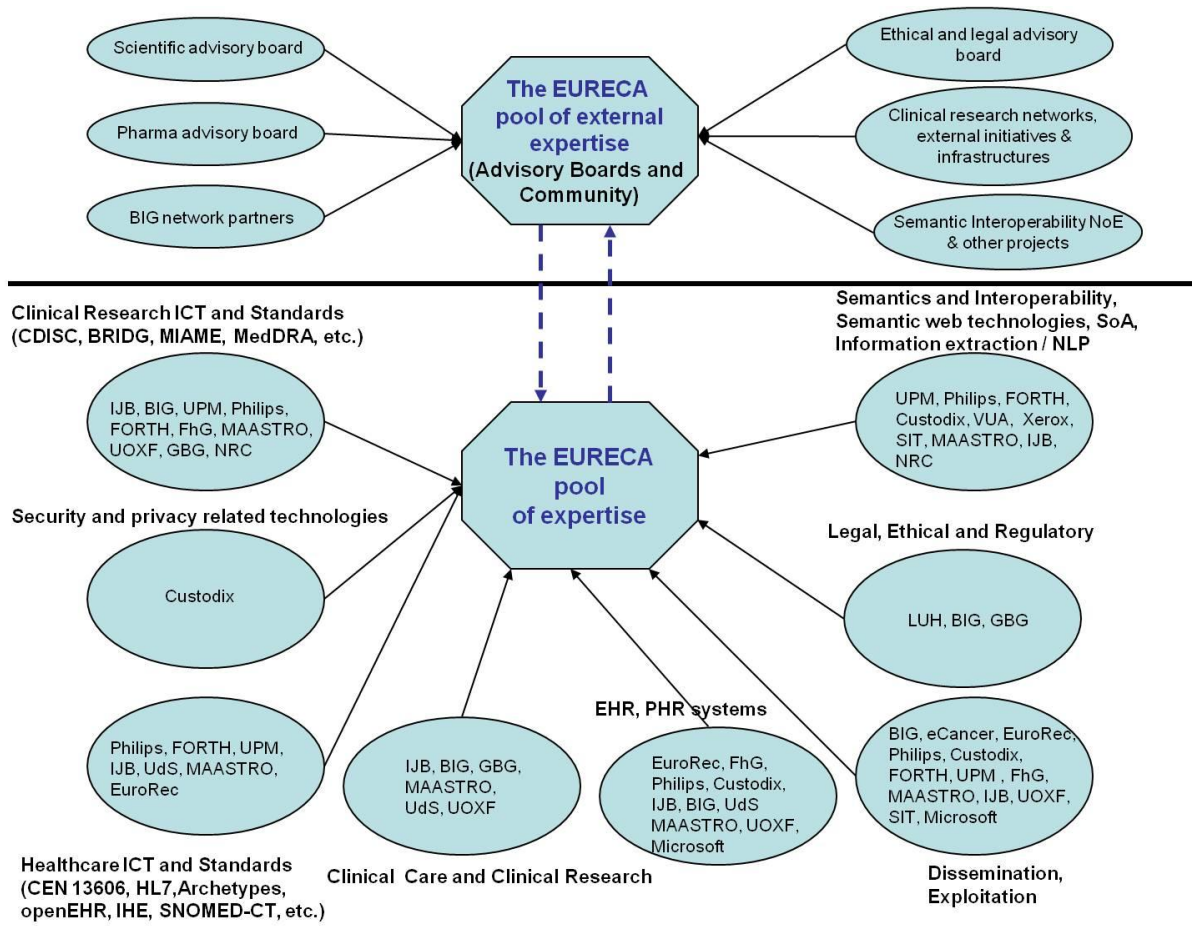 Scientific advisory board
Pharma advisory board
BIG network partners
The EURECA
pool of external
expertise
(Advisory Boards and
Community)
Ethical and legal advisory
board
Clinical research networks,
external initiatives &
infrastructures
Semantic Interoperability NoE
& other projects
Clinical Research ICT and Standards
(CDISC, BRIDG, MIAME, MedDRA, etc.)
IJB, BIG, UPM, Philips,
FORTH, FhG, MAASTRO,
UOXF, GBG, NRC
Semantics and Interoperability,
Semantic web technologies, SoA,
Information extraction / NLP
UPM, Philips, FORTH,
Custodix, VUA, Xerox,
SIT, MAASTRO, IJB,
NRC
The EURECA
pool
of expertise
Security and privacy related technologies
Custodix
Legal, Ethical and Regulatory
LUH, BIG, GBG
Philips, FORTH, UPM,
IJB, UdS, MAASTRO,
EuroRec
Healthcare ICT and Standards
(CEN 13606, HL7,Archetypes,
openEHR, IHE, SNOMED-CT, etc.)
IJB, BIG, GBG,
MAASTRO,
UdS, UOXF
Clinical Care and Clinical Research
EHR, PHR systems
EuroRec, FhG,
Philips, Custodix,
IJB, BIG, UdS
MAASTRO, UOXF,
Microsoft
BIG, eCancer, EuroRec,
Philips, Custodix,
FORTH, UPM , FhG,
MAASTRO, IJB, UOXF,
SIT, Microsoft
Dissemination,
Exploitation